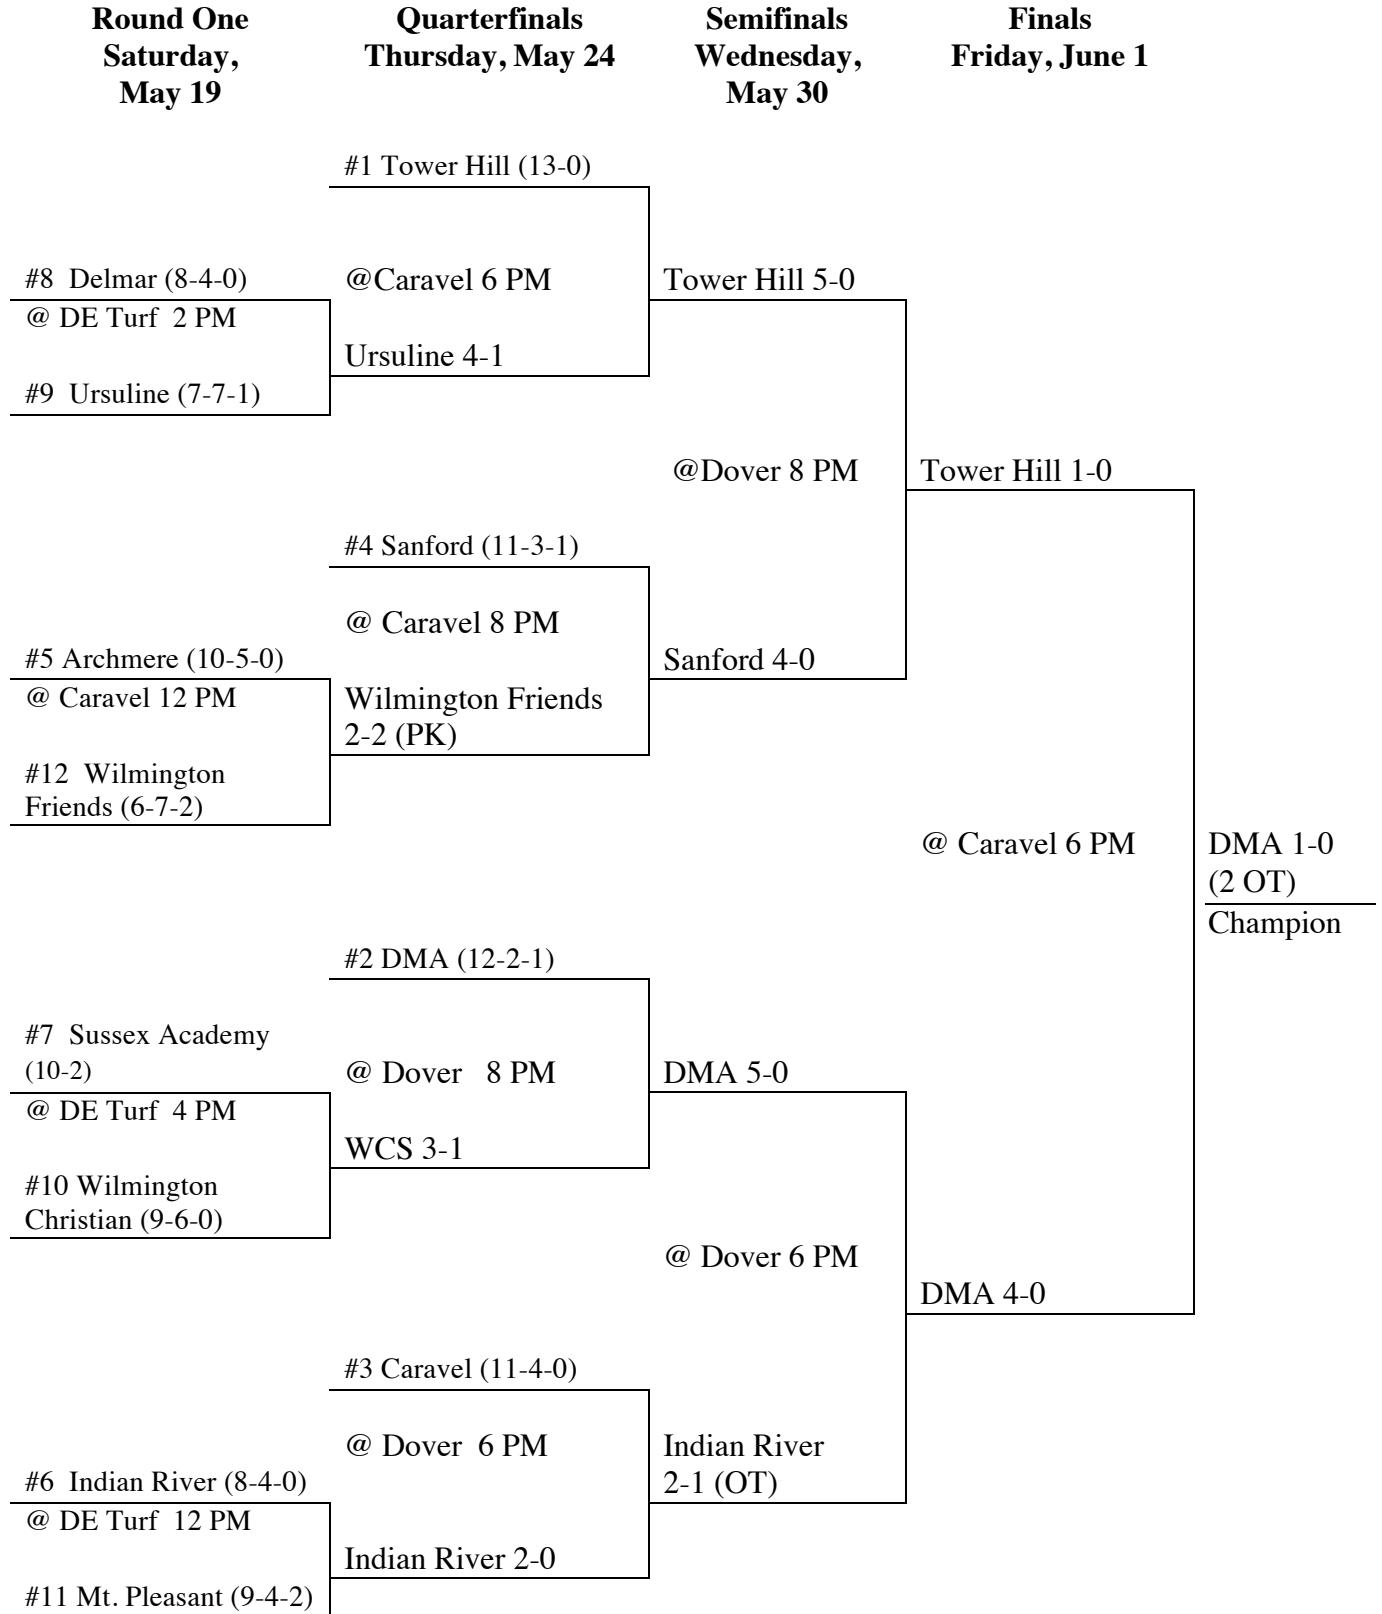 Round One
Saturday,
May 19
Quarterfinals
Thursday, May 24
Semifinals
Wednesday,
May 30
Finals
Friday, June 1
#1 Tower Hill (13-0)
#8 Delmar (8-4-0)
@Caravel 6 PM
Tower Hill 5-0
@ DE Turf 2 PM
Ursuline 4-1
#9 Ursuline (7-7-1)
@Dover 8 PM
Tower Hill 1-0
#4 Sanford (11-3-1)
@ Caravel 8 PM
#5 Archmere (10-5-0)
Sanford 4-0
@ Caravel 12 PM
Wilmington Friends
2-2 (PK)
#12 Wilmington
Friends (6-7-2)
@ Caravel 6 PM
DMA 1-0
(2 OT)
Champion
#2 DMA (12-2-1)
#7 Sussex Academy
(10-2)
@ Dover 8 PM
DMA 5-0
@ DE Turf 4 PM
WCS 3-1
#10 Wilmington
Christian (9-6-0)
@ Dover 6 PM
DMA 4-0
#3 Caravel (11-4-0)
@ Dover 6 PM
Indian River
2-1 (OT)
#6 Indian River (8-4-0)
@ DE Turf 12 PM
Indian River 2-0
#11 Mt. Pleasant (9-4-2)